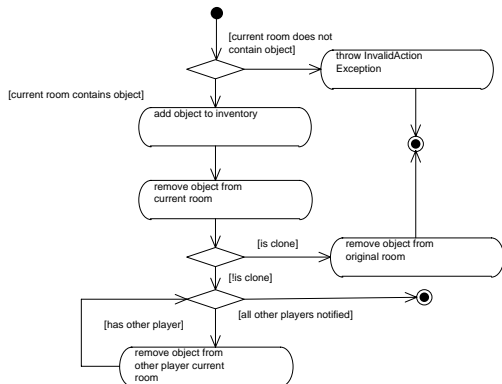 [current room does not
contain object]
throw InvalidAction
Exception
[current room contains object]
add object to inventory
remove object from
current room
[is clone]
remove object from
original room
[!is clone]
[has other player]
[all other players notified]
remove object from
other player current
room